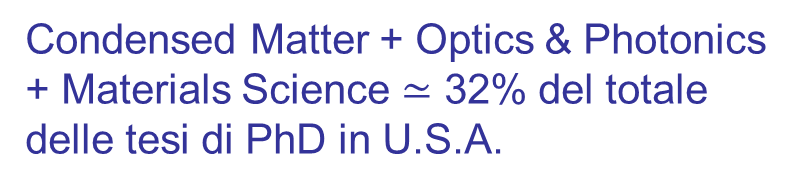 Condensed Matter + Optics & Photonics
+ Materials Science ≃ 32% del totale
delle tesi di PhD in U.S.A.